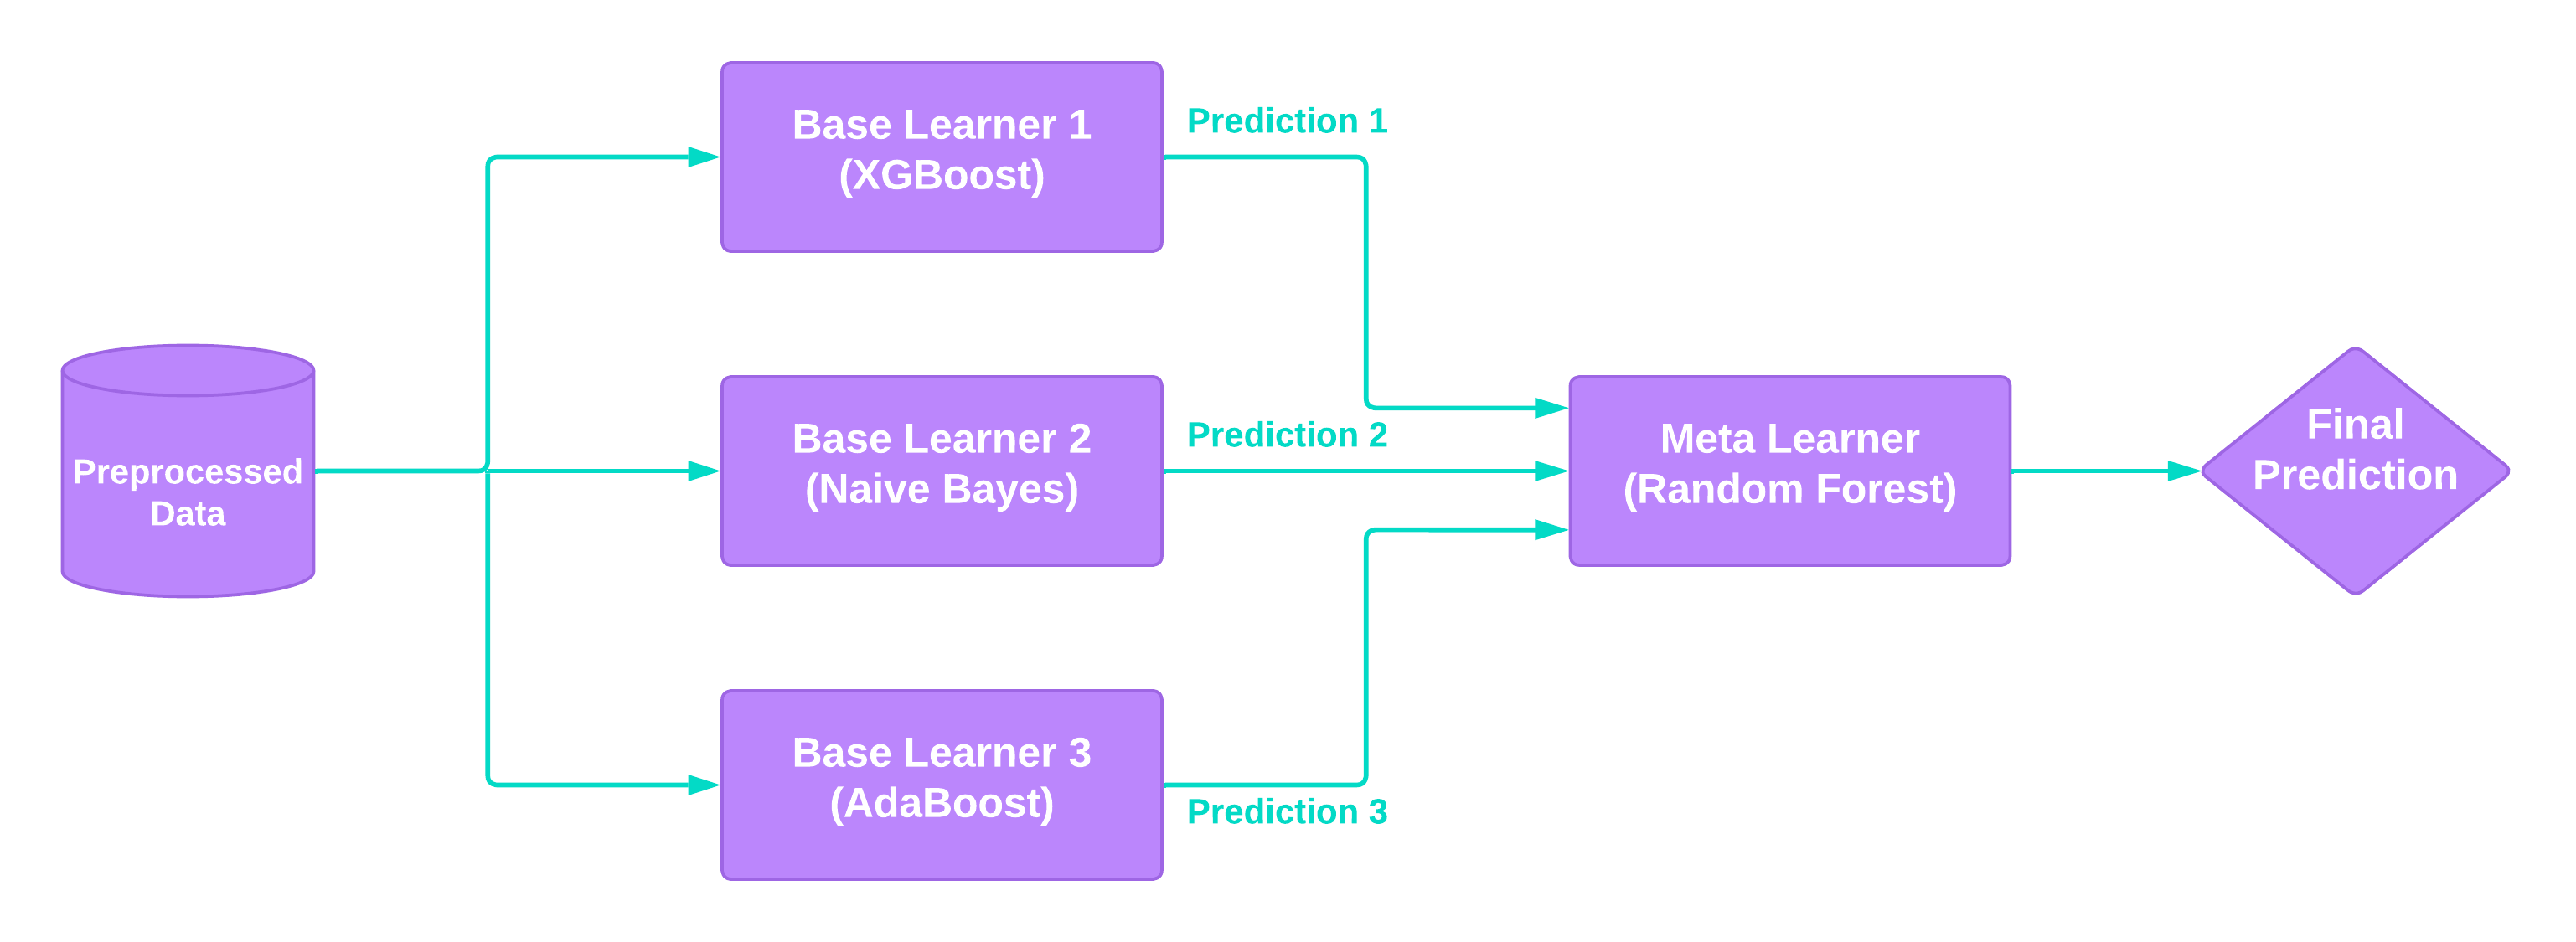 Preprocessed
Data
Base Learner 1
(XGBoost)
Prediction 1
Base Learner 2
(Naive Bayes)
Prediction 2
Base Learner 3
(AdaBoost)
Prediction 3
Meta Learner
(Random Forest)
Final
Prediction